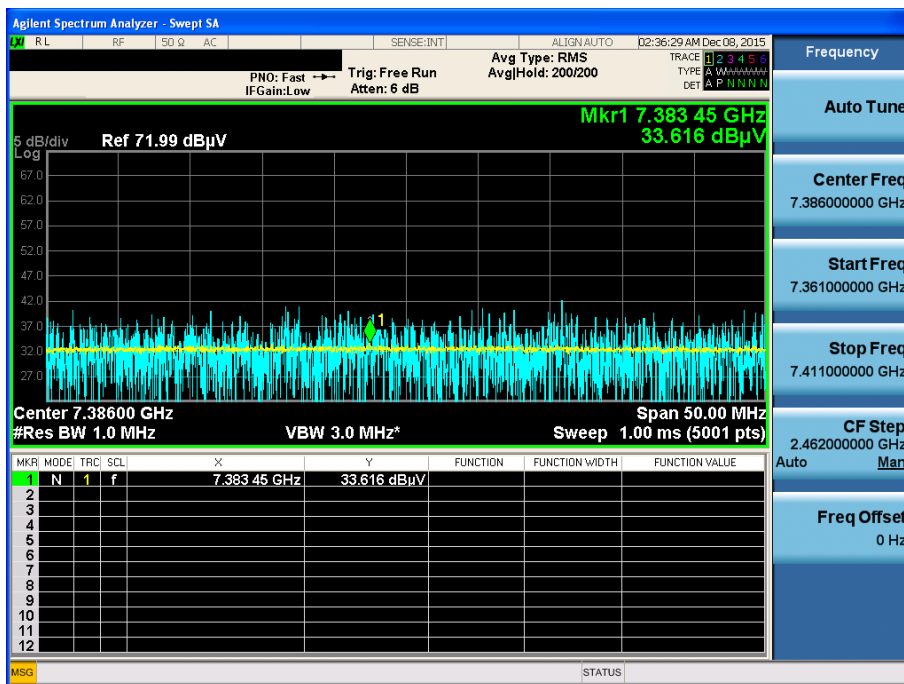 Agilent Spectrum Analyzer - Swept SA
LXI RL RF 50 Ω AC SENSE:INT ALIGN AUTO 02:36:29 AM Dec 08, 2015
Frequency
PNO: Fast
IFGain:Low
Trig: Free Run
Atten: 6 dB
Avg Type: RMS
Avg|Hold: 200/200
TRACE 1 2 3 4 5 6
TYPE A WWWWW
DET A P N N N N
Auto Tune
Mkr1 7.383 45 GHz
33.616 dBµV
5 dB/div Ref 71.99 dBµV
Log
67.0
62.0
57.0
52.0
47.0
42.0
37.0
32.0
27.0
1
Center 7.38600 GHz Span 50.00 MHz
#Res BW 1.0 MHz VBW 3.0 MHz* Sweep 1.00 ms (5001 pts)
Center Freq
7.386000000 GHz
Start Freq
7.361000000 GHz
Stop Freq
7.411000000 GHz
CF Step
2.462000000 GHz
Auto Man
Freq Offset
0 Hz
MKR MODE TRC SCL X Y FUNCTION FUNCTION WIDTH FUNCTION VALUE
1 N 1 f 7.383 45 GHz 33.616 dBµV
2
3
4
5
6
7
8
9
10
11
12
MSG STATUS